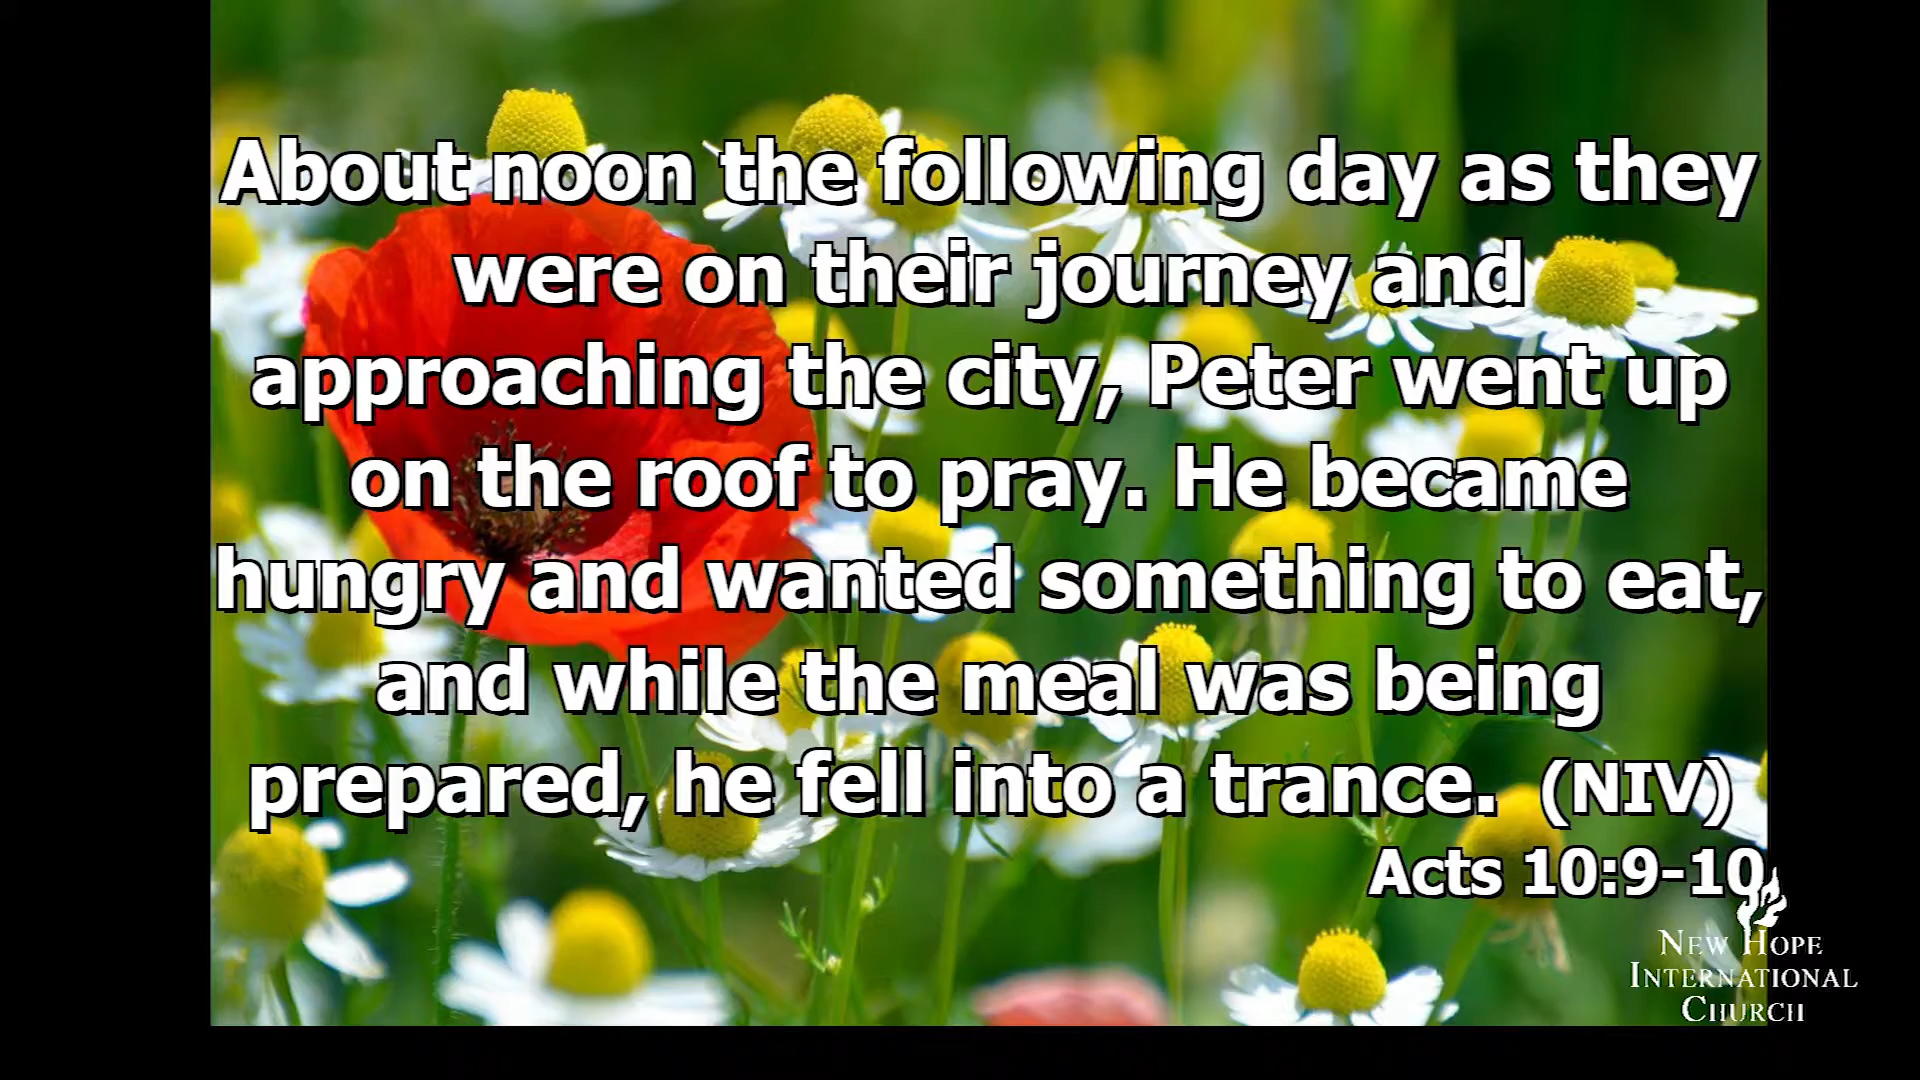 About noon the following day as they
were on their journey and
approaching the city, Peter went up
on the roof to pray. He became
hungry and wanted something to eat,
and while the meal was being
prepared, he fell into a trance. (NIV)
Acts 10:9-10
NEW HOPE
INTERNATIONAL
CHURCH